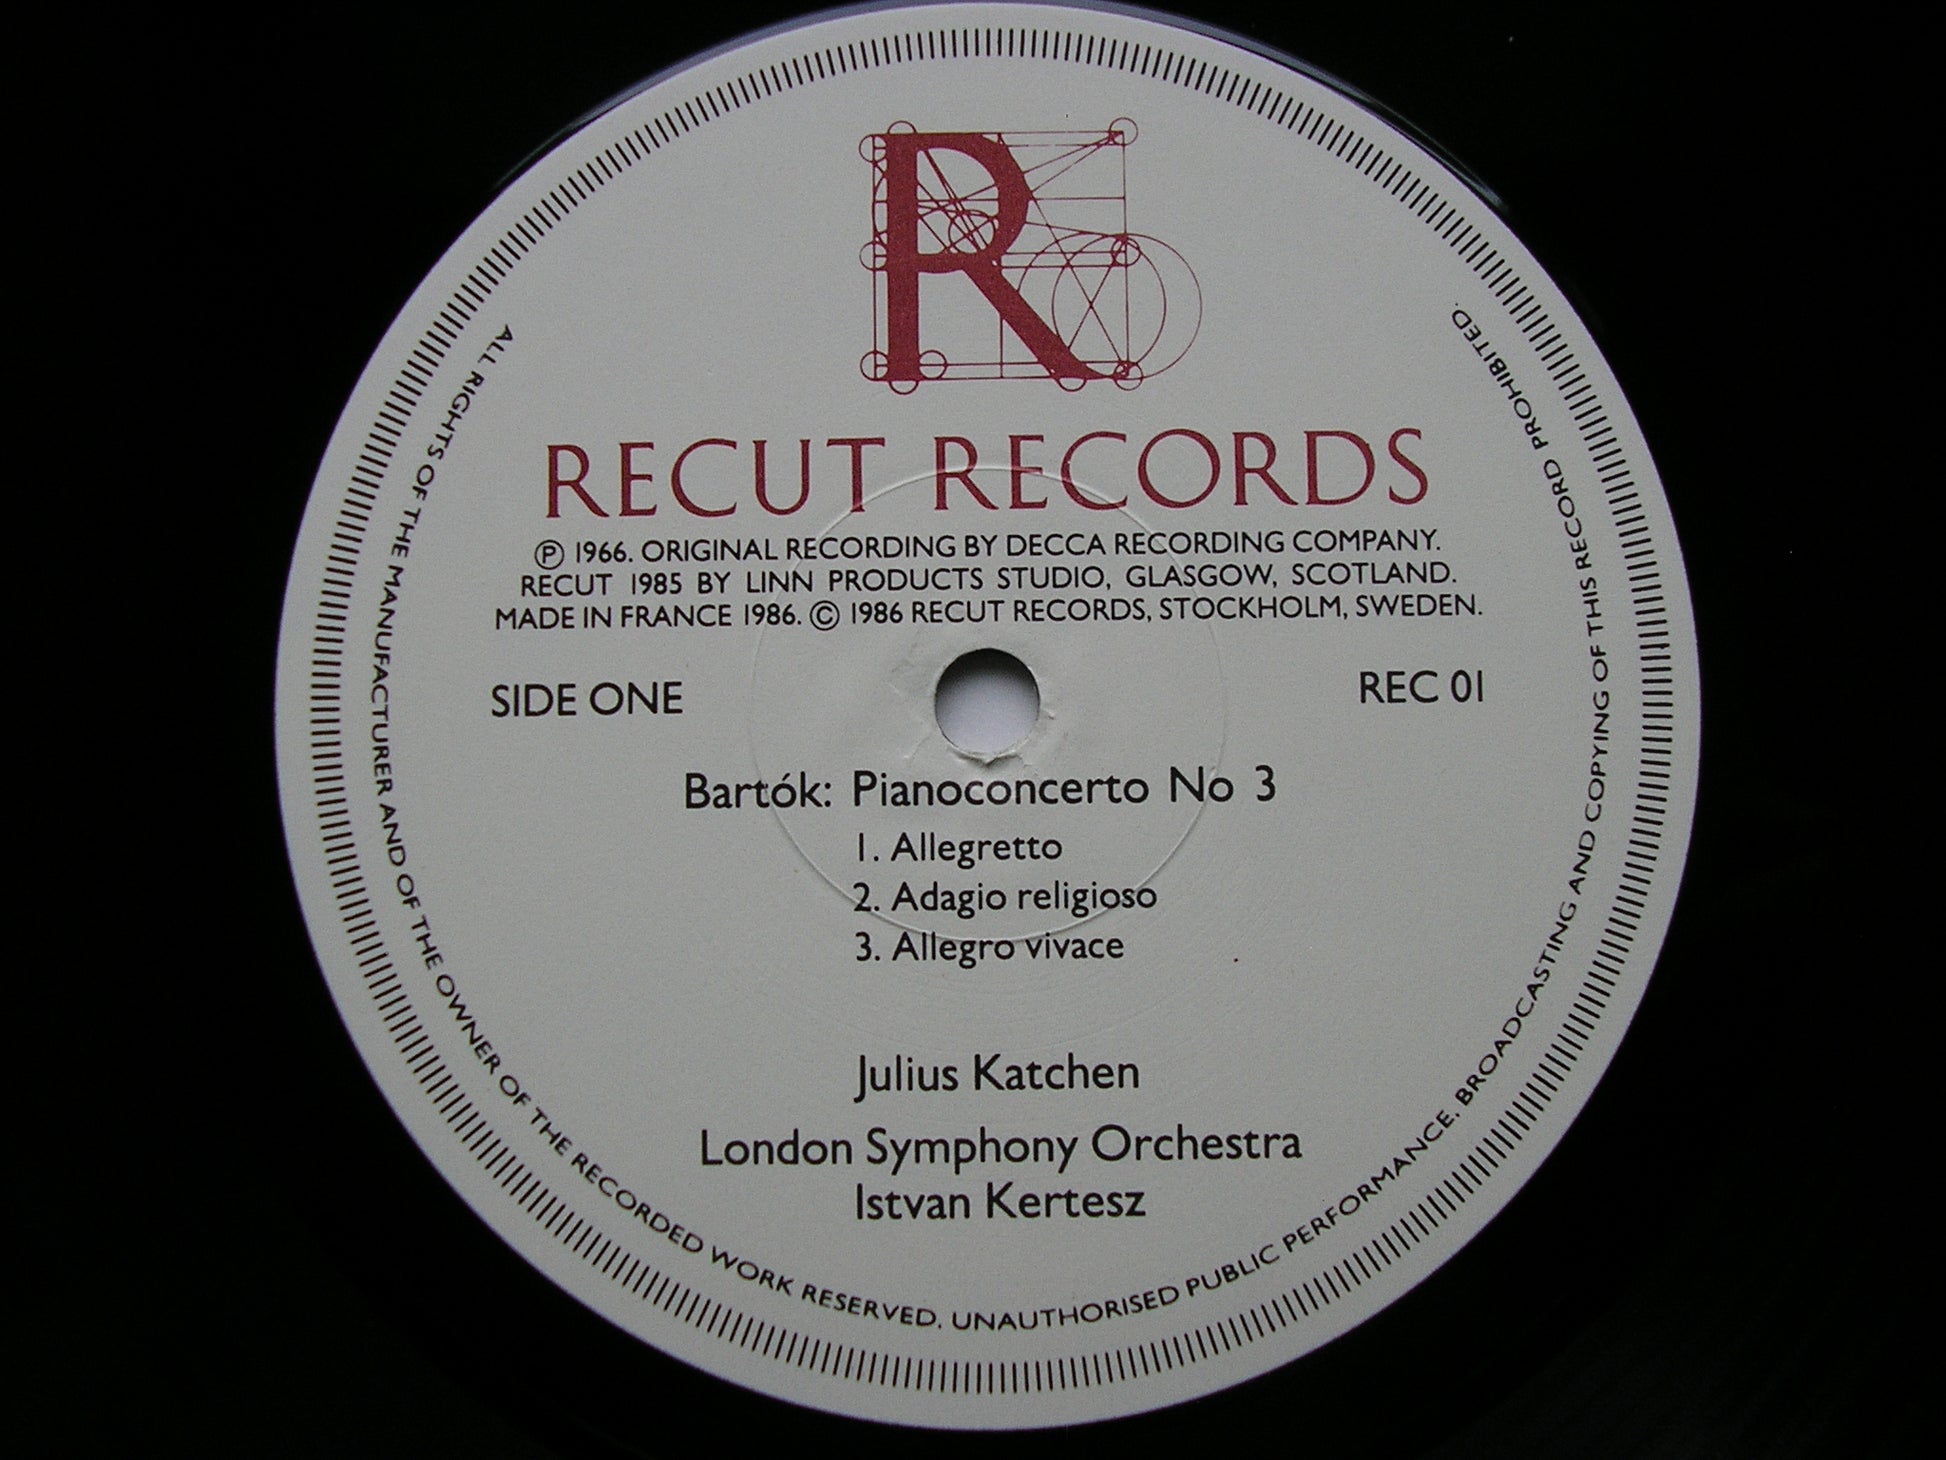 R
RECUT RECORDS
℗ 1966. ORIGINAL RECORDING BY DECCA RECORDING COMPANY.
RECUT 1985 BY LINN PRODUCTS STUDIO, GLASGOW, SCOTLAND.
MADE IN FRANCE 1986. © 1986 RECUT RECORDS, STOCKHOLM, SWEDEN.
SIDE ONE
REC 01
Bartók: Pianoconcerto No 3
1. Allegretto
2. Adagio religioso
3. Allegro vivace
Julius Katchen
London Symphony Orchestra
Istvan Kertesz
ALL RIGHTS OF THE MANUFACTURER AND OF THE OWNER OF THE RECORDED WORK RESERVED. UNAUTHORISED PUBLIC PERFORMANCE. BROADCASTING AND COPYING OF THIS RECORD PROHIBITED.